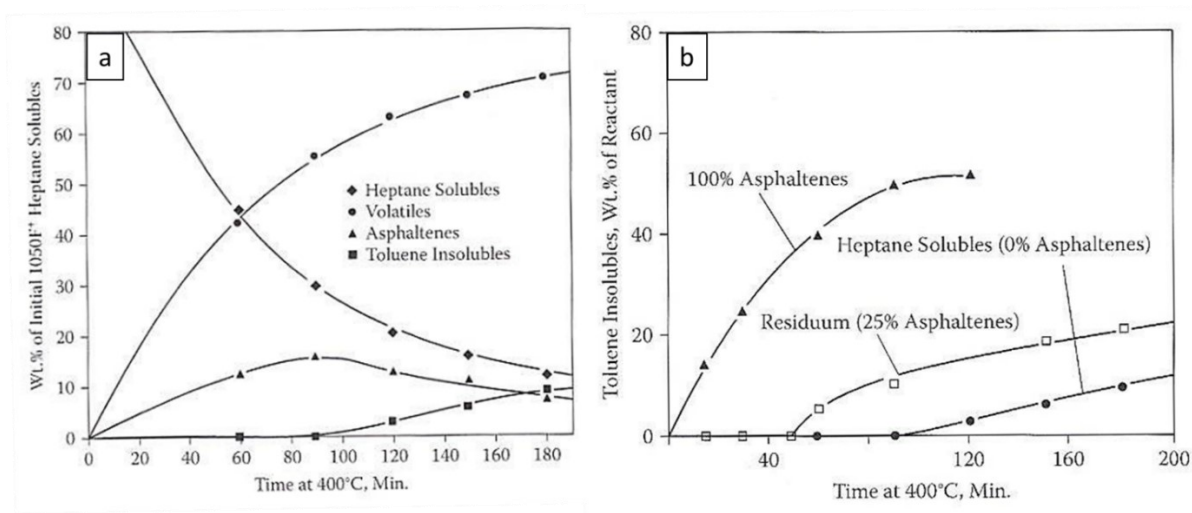 a
80
70
60
50
40
30
20
10
0
Wt.% of Initial 1050F⁺ Heptane Solubles
Heptane Solubles
Volatiles
Asphaltenes
Toluene Insolubles
0 20 40 60 80 100 120 140 160 180
Time at 400°C, Min.
b
80
60
40
20
0
Toluene Insolubles, Wt.% of Reactant
100% Asphaltenes
Heptane Solubles (0% Asphaltenes)
Residuum (25% Asphaltenes)
40 120 160 200
Time at 400°C, Min.